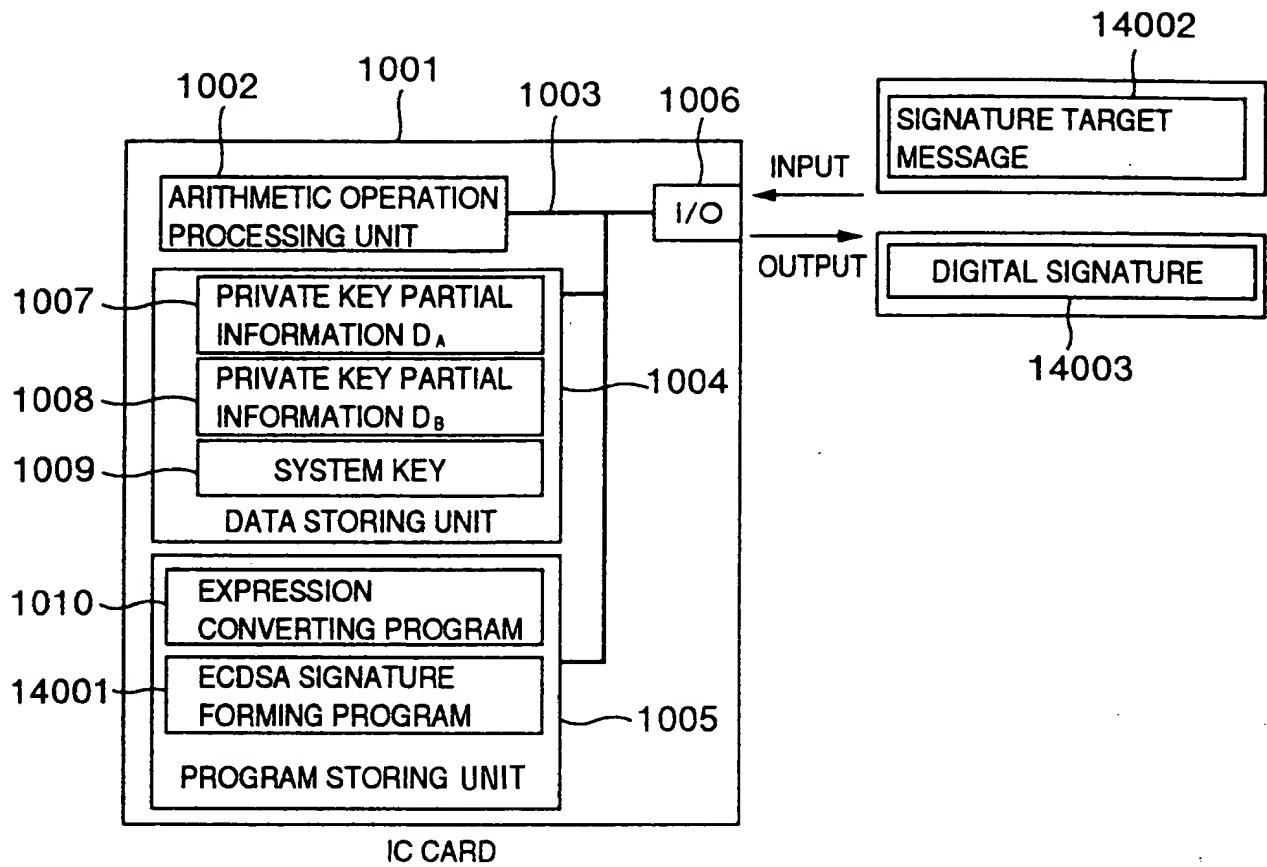 14002
1001
1002
1003
1006
SIGNATURE TARGET
MESSAGE
INPUT
ARITHMETIC OPERATION
PROCESSING UNIT
I/O
OUTPUT
DIGITAL SIGNATURE
14003
1007
PRIVATE KEY PARTIAL
INFORMATION DA
1004
1008
PRIVATE KEY PARTIAL
INFORMATION DB
1009
SYSTEM KEY
DATA STORING UNIT
1010
EXPRESSION
CONVERTING PROGRAM
14001
ECDSA SIGNATURE
FORMING PROGRAM
1005
PROGRAM STORING UNIT
IC CARD